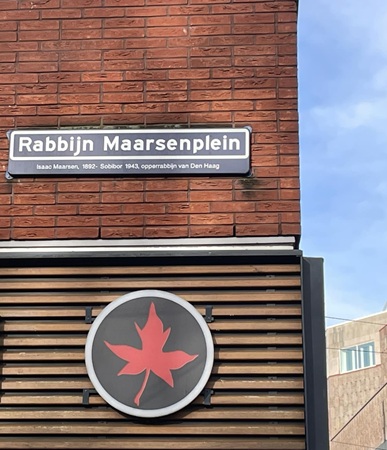 Rabbijn Maarsenplein
Isaac Maarsen, 1892- Sobibor 1943, opperrabbijn van Den Haag